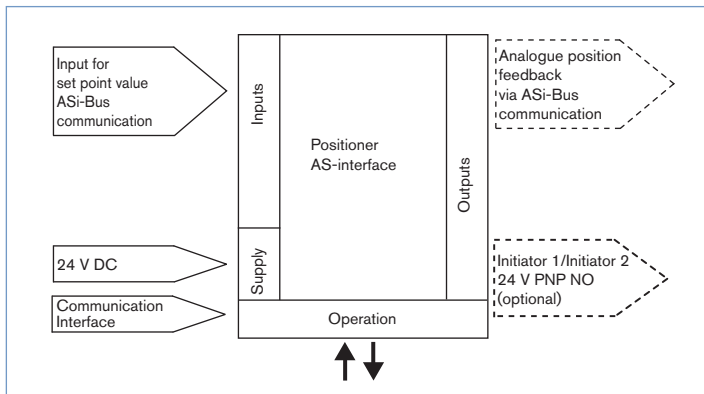 Input for
set point value
ASi-Bus
communication
Inputs
Positioner
AS-interface
Outputs
Analogue position
feedback
via ASi-Bus
communication
24 V DC
Supply
Initiator 1/Initiator 2
24 V PNP NO
(optional)
Communication
Interface
Operation